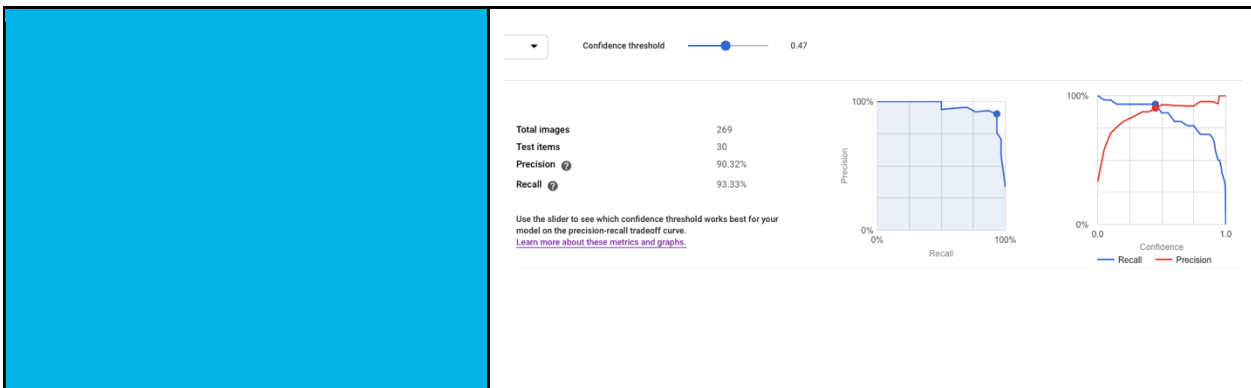 Confidence threshold 0.47
Total images 269
Test items 30
Precision 90.32%
Recall 93.33%
Use the slider to see which confidence threshold works best for your
model on the precision-recall tradeoff curve.
Learn more about these metrics and graphs.
100%
Precision
0%
0% 100%
Recall
100%
0%
0.0 1.0
Confidence
Recall Precision